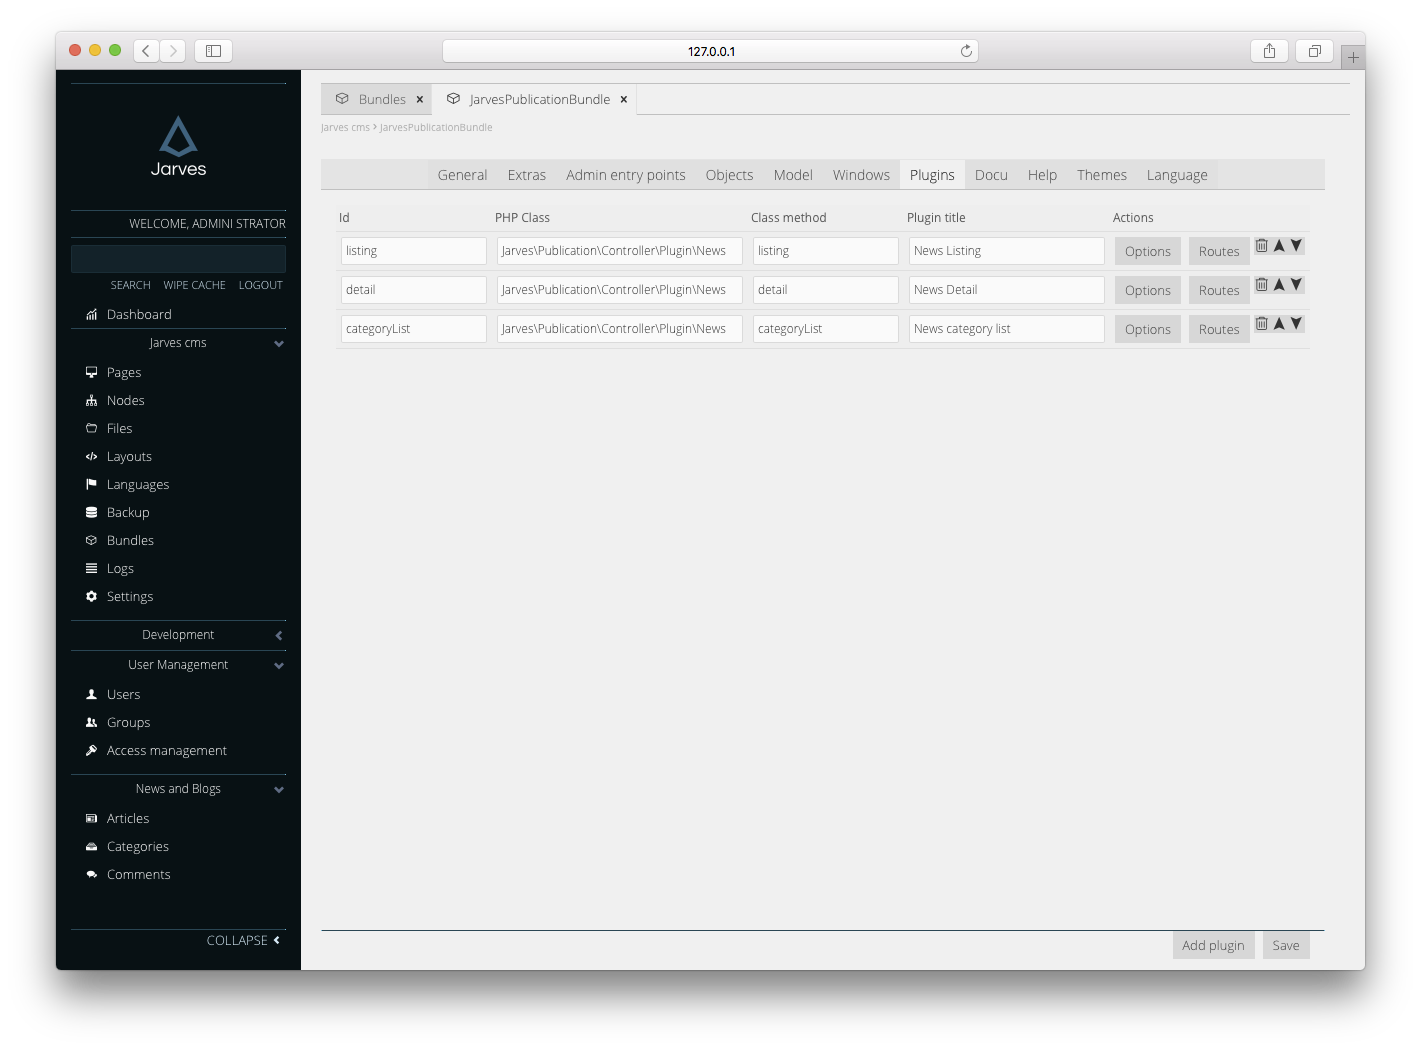 127.0.0.1
Jarves
WELCOME, ADMINI STRATOR
SEARCH WIPE CACHE LOGOUT
Dashboard
Jarves cms
Pages
Nodes
Files
Layouts
Languages
Backup
Bundles
Logs
Settings
Development
User Management
Users
Groups
Access management
News and Blogs
Articles
Categories
Comments
COLLAPSE
Bundles × JarvesPublicationBundle ×
Jarves cms › JarvesPublicationBundle
General Extras Admin entry points Objects Model Windows Plugins Docu Help Themes Language
Id PHP Class Class method Plugin title Actions
listing Jarves\Publication\Controller\Plugin\News listing News Listing Options Routes
detail Jarves\Publication\Controller\Plugin\News detail News Detail Options Routes
categoryList Jarves\Publication\Controller\Plugin\News categoryList News category list Options Routes
Add plugin Save